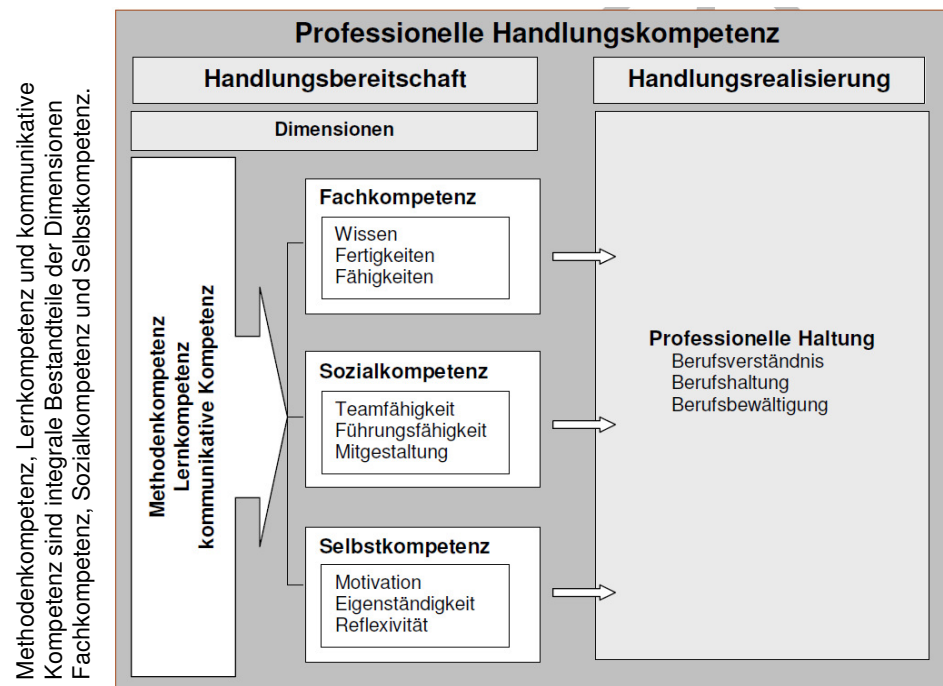 Methodenkompetenz, Lernkompetenz und kommunikative
Kompetenz sind integrale Bestandteile der Dimensionen
Fachkompetenz, Sozialkompetenz und Selbstkompetenz.
Professionelle Handlungskompetenz
Handlungsbereitschaft
Handlungsrealisierung
Dimensionen
Methodenkompetenz
Lernkompetenz
kommunikative Kompetenz
Fachkompetenz
Wissen
Fertigkeiten
Fähigkeiten
Sozialkompetenz
Teamfähigkeit
Führungsfähigkeit
Mitgestaltung
Selbstkompetenz
Motivation
Eigenständigkeit
Reflexivität
Professionelle Haltung
Berufsverständnis
Berufshaltung
Berufsbewältigung